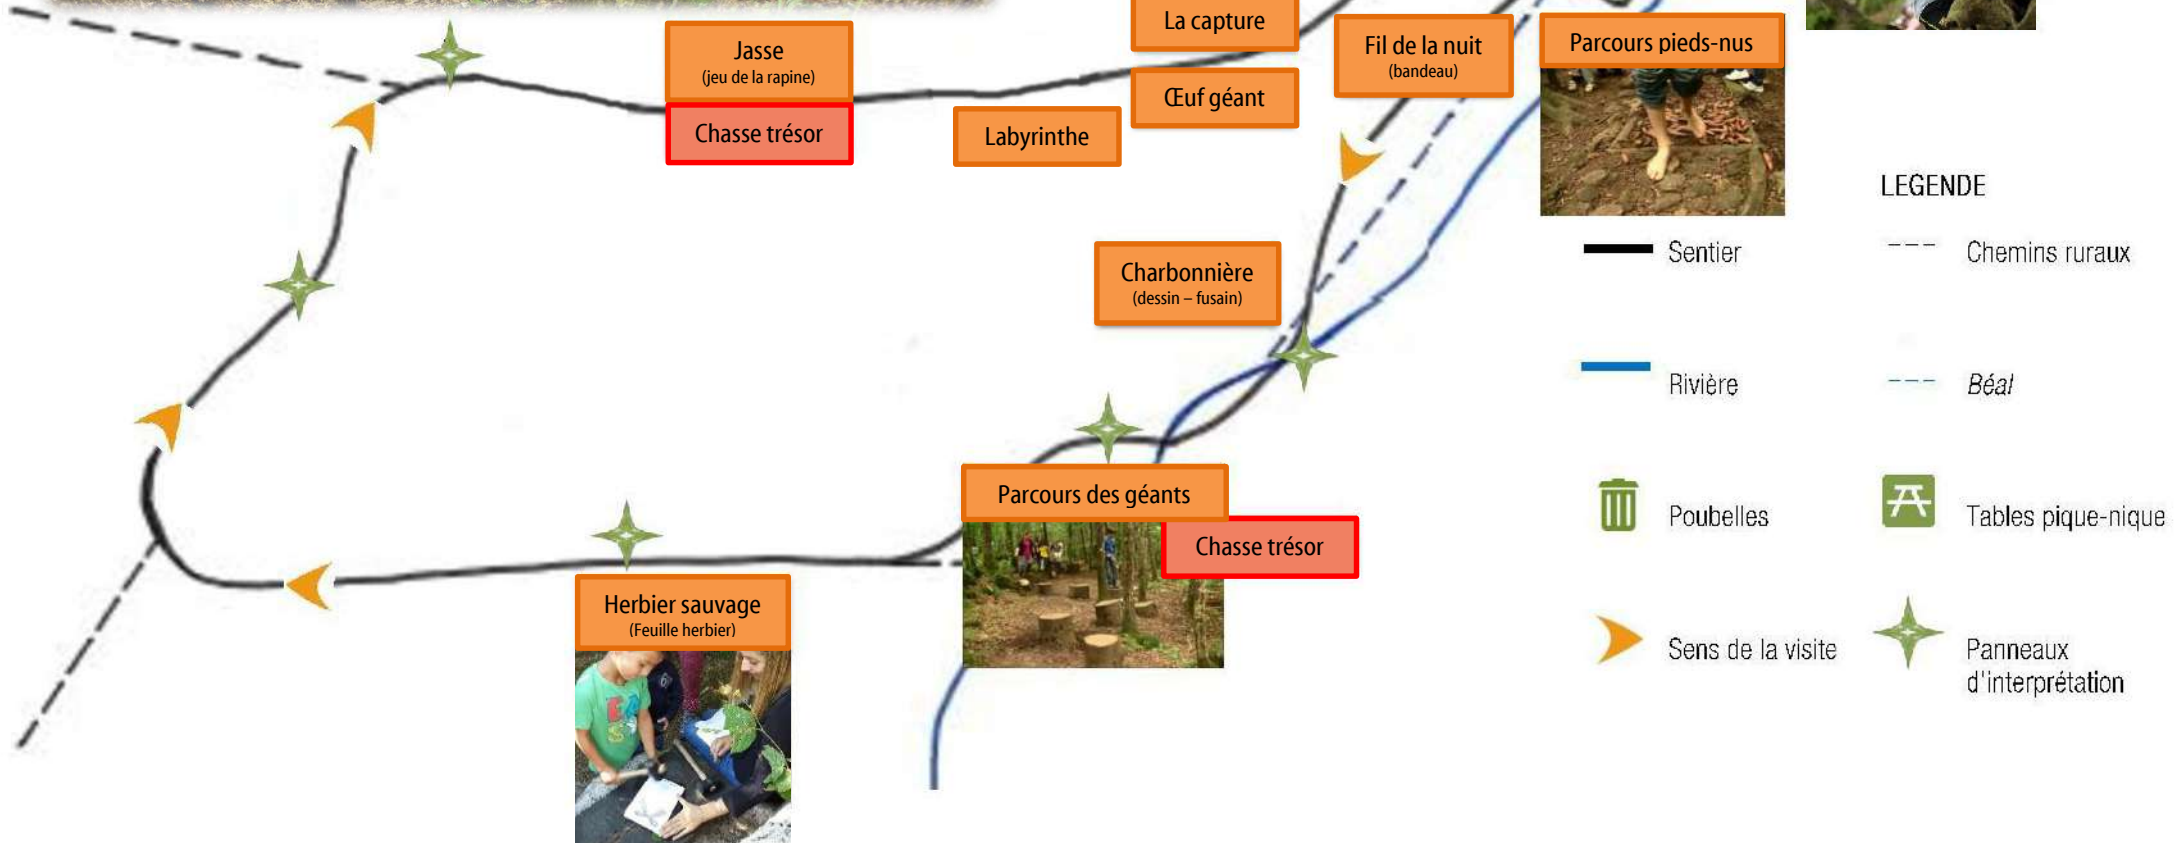 La capture
Jasse
(jeu de la rapine)
Chasse trésor
Œuf géant
Labyrinthe
Fil de la nuit
(bandeau)
Parcours pieds-nus
Charbonnière
(dessin – fusain)
Parcours des géants
Chasse trésor
Herbier sauvage
(Feuille herbier)
LEGENDE
Sentier
Chemins ruraux
Rivière
Béal
Poubelles
Tables pique-nique
Sens de la visite
Panneaux
d'interprétation